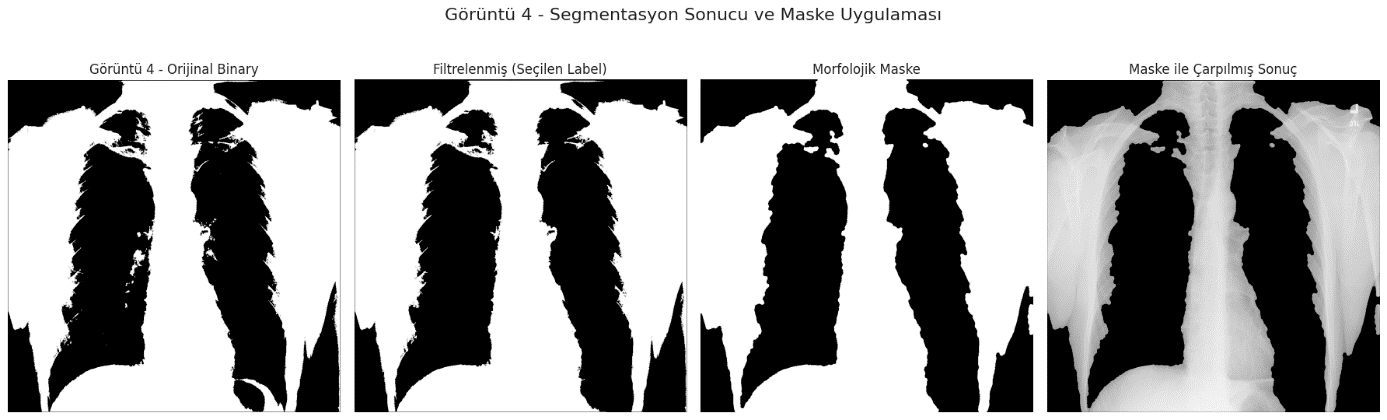 Görüntü 4 - Segmentasyon Sonucu ve Maske Uygulaması
Görüntü 4 - Orijinal Binary
Filtrelenmiş (Seçilen Label)
Morfolojik Maske
Maske ile Çarpılmış Sonuç